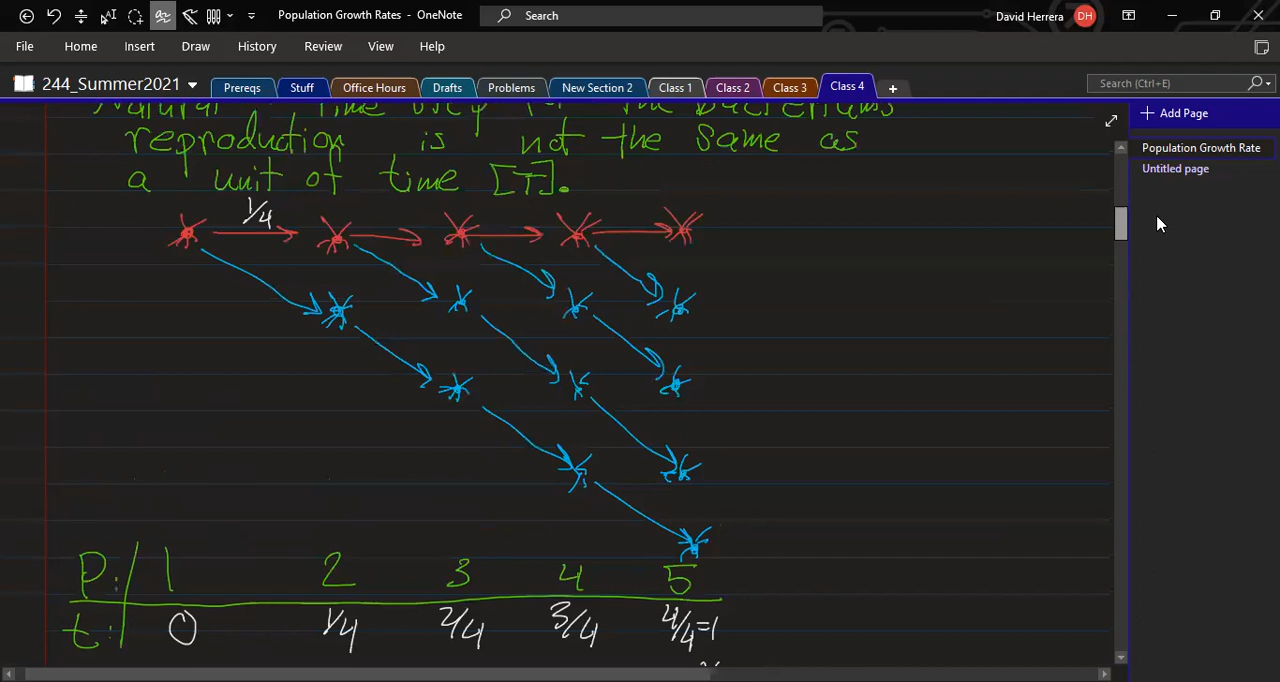 Population Growth Rates - OneNote
Search
David Herrera DH
File Home Insert Draw History Review View Help
244_Summer2021 Prereqs Stuff Office Hours Drafts Problems New Section 2 Class 1 Class 2 Class 3 Class 4 Search (Ctrl+E)
Add Page
Population Growth Rate
Untitled page
reproduction is not the same as
a unit of time [T].
1/4
P: 1 2 3 4 5
t: 0 1/4 2/4 3/4 4/4=1